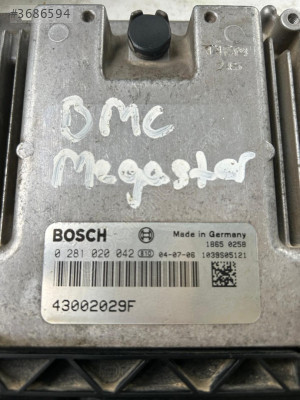 #3686594
BMC
Megastar
BOSCH
Made in Germany
1865 0258
0 281 020 042 04-07-06 1039S05121
43002029F